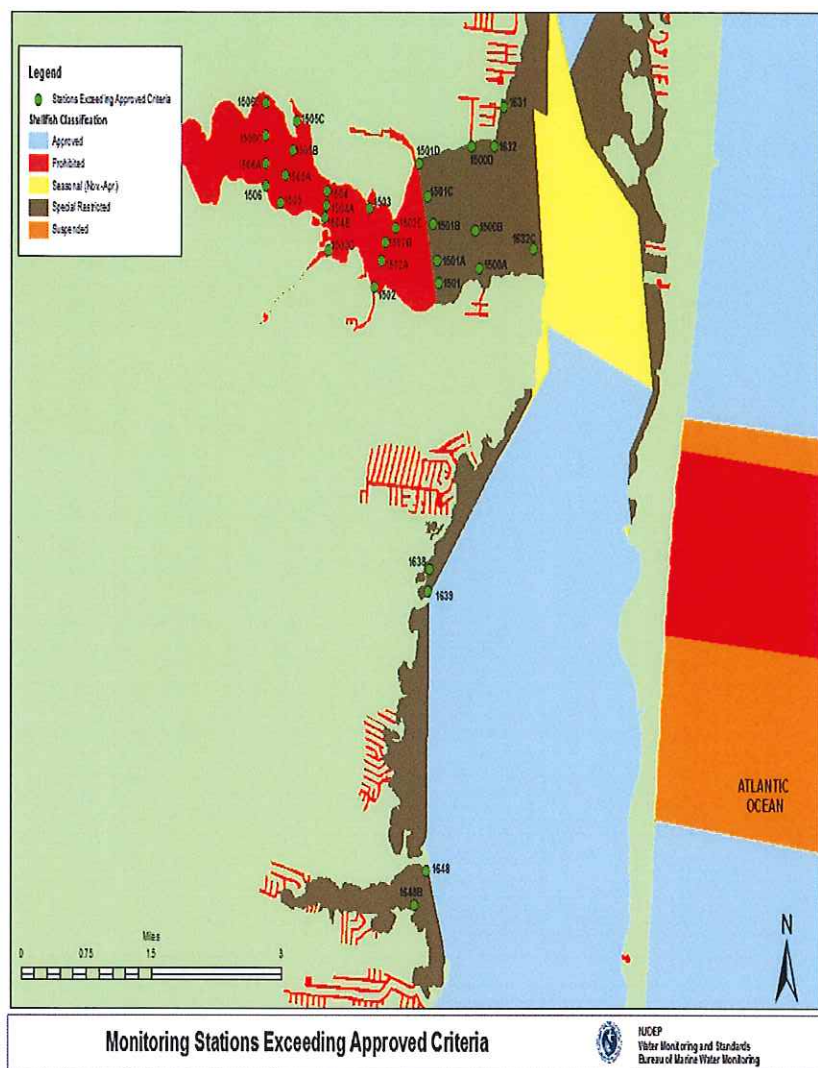 Legend
Stations Exceeding Approved Criteria
Shellfish Classification
Approved
Prohibited
Seasonal (Nov-Apr)
Special Restricted
Suspended
1505C
1631
1632
1500D
1501D
1501C
1503
1504
1504A
1506
1501B
1500B
1632C
1501A
1500A
1501
1502
1638
1639
ATLANTIC
OCEAN
1648
1648B
N
Miles
0 0.75 1.5 3
Monitoring Stations Exceeding Approved Criteria
NJDEP
Water Monitoring and Standards
Bureau of Marine Water Monitoring